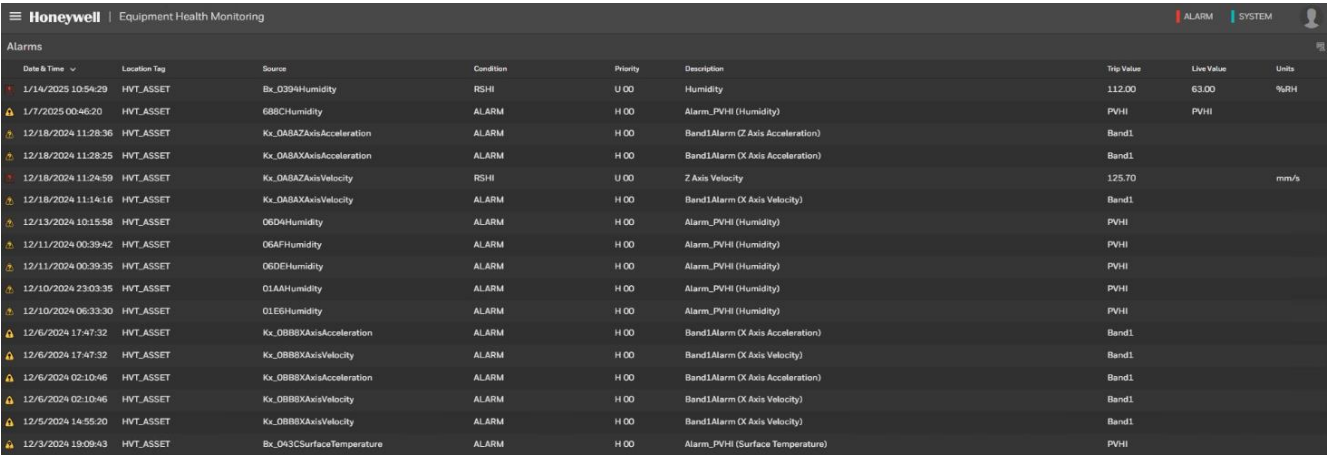 Honeywell | Equipment Health Monitoring ALARM SYSTEM
Alarms
Date & Time Location Tag Source Condition Priority Description Trip Value Live Value Units
1/14/2025 10:54:29 HVT_ASSET Bx_0394Humidity RSHI U 00 Humidity 112.00 63.00 %RH
1/7/2025 00:46:20 HVT_ASSET 688CHumidity ALARM H 00 Alarm_PVHI (Humidity) PVHI PVHI
12/18/2024 11:28:36 HVT_ASSET Kx_0A8AZAxisAcceleration ALARM H 00 Band1Alarm (Z Axis Acceleration) Band1
12/18/2024 11:28:25 HVT_ASSET Kx_0A8AXAxisAcceleration ALARM H 00 Band1Alarm (X Axis Acceleration) Band1
12/18/2024 11:24:59 HVT_ASSET Kx_0A8AZAxisVelocity RSHI U 00 Z Axis Velocity 125.70 mm/s
12/18/2024 11:14:16 HVT_ASSET Kx_0A8AXAxisVelocity ALARM H 00 Band1Alarm (X Axis Velocity) Band1
12/13/2024 10:15:58 HVT_ASSET 06D4Humidity ALARM H 00 Alarm_PVHI (Humidity) PVHI
12/11/2024 00:39:42 HVT_ASSET 06AFHumidity ALARM H 00 Alarm_PVHI (Humidity) PVHI
12/11/2024 00:39:35 HVT_ASSET 06DEHumidity ALARM H 00 Alarm_PVHI (Humidity) PVHI
12/10/2024 23:03:35 HVT_ASSET 01AAHumidity ALARM H 00 Alarm_PVHI (Humidity) PVHI
12/10/2024 06:33:30 HVT_ASSET 01E6Humidity ALARM H 00 Alarm_PVHI (Humidity) PVHI
12/6/2024 17:47:32 HVT_ASSET Kx_0BB8XAxisAcceleration ALARM H 00 Band1Alarm (X Axis Acceleration) Band1
12/6/2024 17:47:32 HVT_ASSET Kx_0BB8XAxisVelocity ALARM H 00 Band1Alarm (X Axis Velocity) Band1
12/6/2024 02:10:46 HVT_ASSET Kx_0BB8XAxisAcceleration ALARM H 00 Band1Alarm (X Axis Acceleration) Band1
12/6/2024 02:10:46 HVT_ASSET Kx_0BB8XAxisVelocity ALARM H 00 Band1Alarm (X Axis Velocity) Band1
12/5/2024 14:55:20 HVT_ASSET Kx_0BB8XAxisVelocity ALARM H 00 Band1Alarm (X Axis Velocity) Band1
12/3/2024 19:09:43 HVT_ASSET Bx_043CSurfaceTemperature ALARM H 00 Alarm_PVHI (Surface Temperature) PVHI